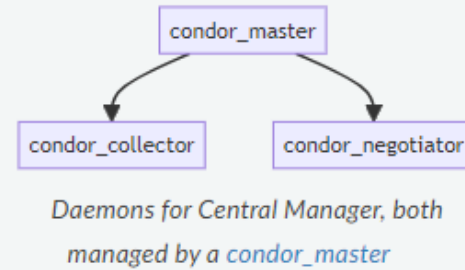 condor_master
condor_collector condor_negotiator
Daemons for Central Manager, both
managed by a condor_master